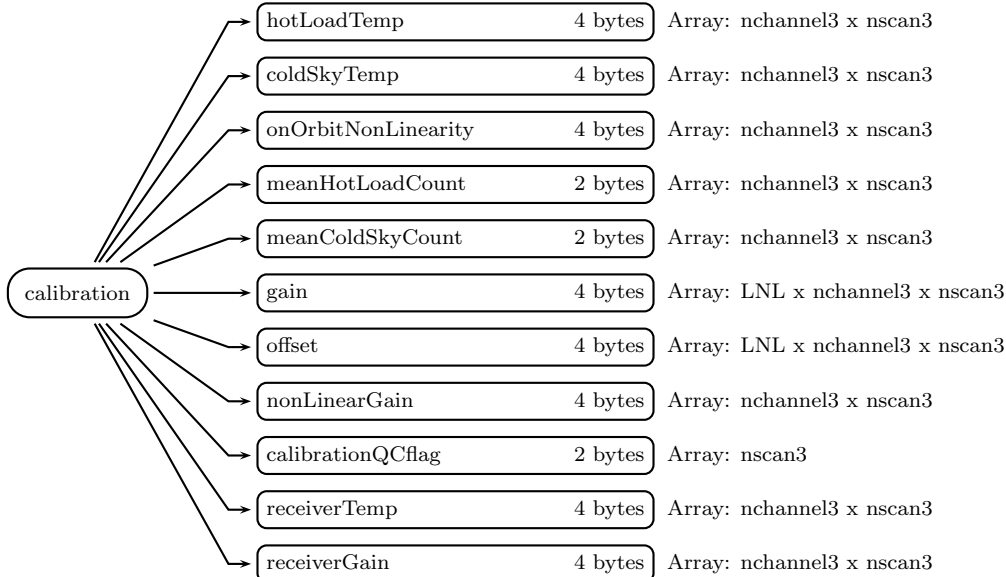 hotLoadTemp 4 bytes Array: nchannel3 x nscan3
coldSkyTemp 4 bytes Array: nchannel3 x nscan3
onOrbitNonLinearity 4 bytes Array: nchannel3 x nscan3
meanHotLoadCount 2 bytes Array: nchannel3 x nscan3
meanColdSkyCount 2 bytes Array: nchannel3 x nscan3
calibration gain 4 bytes Array: LNL x nchannel3 x nscan3
offset 4 bytes Array: LNL x nchannel3 x nscan3
nonLinearGain 4 bytes Array: nchannel3 x nscan3
calibrationQCflag 2 bytes Array: nscan3
receiverTemp 4 bytes Array: nchannel3 x nscan3
receiverGain 4 bytes Array: nchannel3 x nscan3